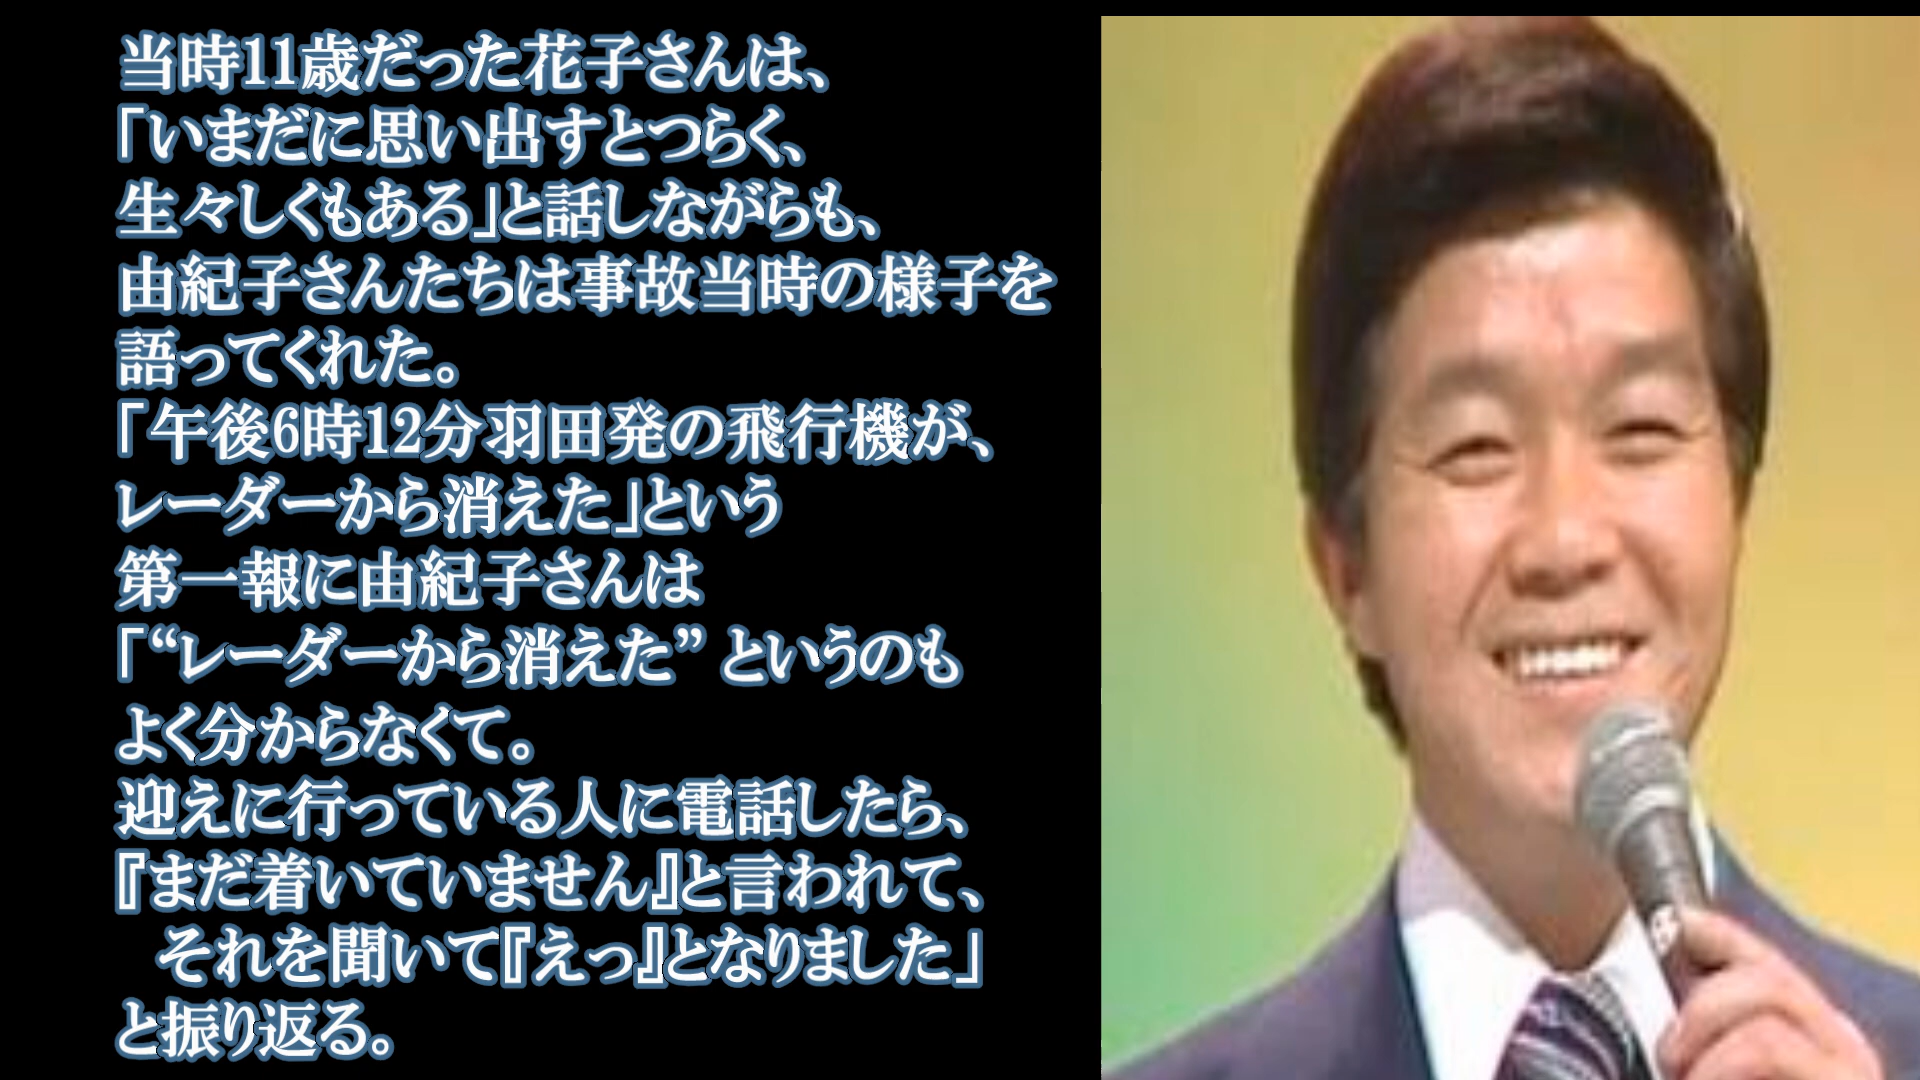 当時11歳だった花子さんは、
「いまだに思い出すとつらく、
生々しくもある」と話しながらも、
由紀子さんたちは事故当時の様子を
語ってくれた。
「午後6時12分羽田発の飛行機が、
レーダーから消えた」という
第一報に由紀子さんは
「“レーダーから消えた” というのも
よく分からなくて。
迎えに行っている人に電話したら、
『まだ着いていません』と言われて、
それを聞いて『えっ』となりました」
と振り返る。